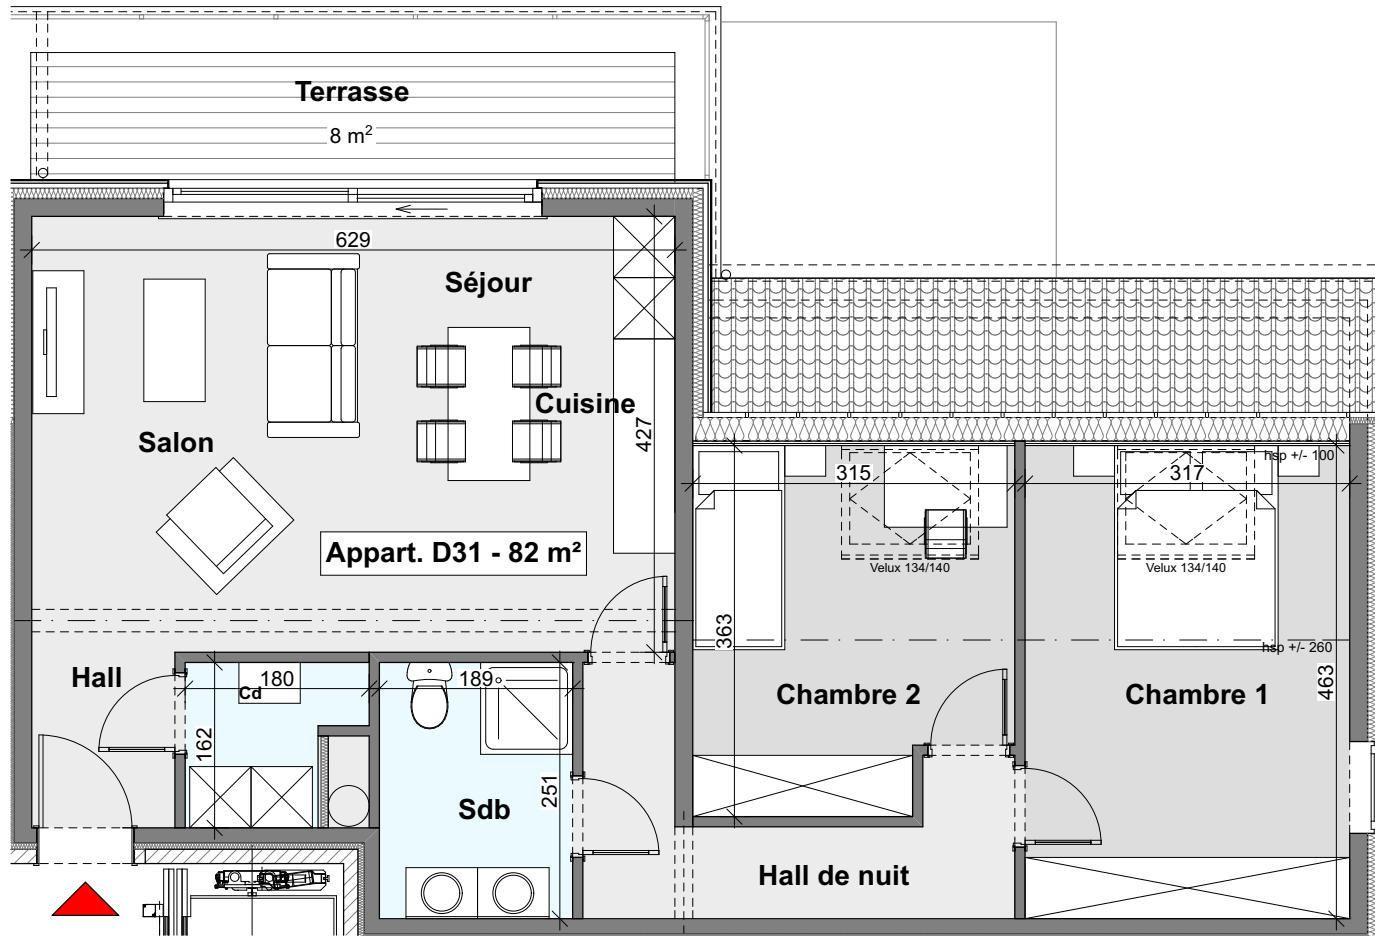 Terrasse
8 m²
629
Séjour
Cuisine
427
Salon
hsp +/- 100
315
317
Appart. D31 - 82 m²
Velux 134/140
Velux 134/140
363
hsp +/- 260
Hall
180
Cd
189
Chambre 2
Chambre 1
463
162
251
Sdb
Hall de nuit